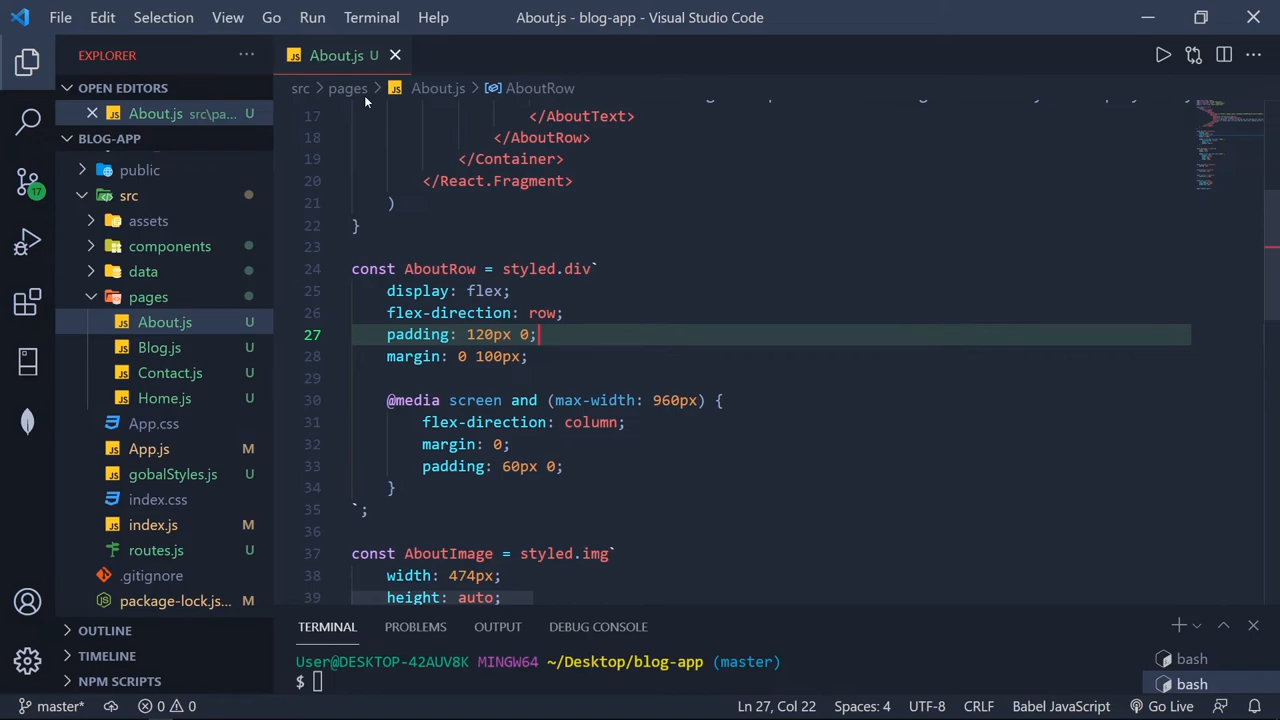 File Edit Selection View Go Run Terminal Help About.js - blog-app - Visual Studio Code
EXPLORER
OPEN EDITORS
About.js src\pa... U
BLOG-APP
public
src
assets
components
data
pages
About.js U
Blog.js U
Contact.js U
Home.js U
App.css
App.js M
gobalStyles.js U
index.css
index.js M
routes.js U
.gitignore
package-lock.js... M
OUTLINE
TIMELINE
NPM SCRIPTS
17
About.js U
src > pages > JS About.js > AboutRow
17 </AboutText>
18 </AboutRow>
19 </Container>
20 </React.Fragment>
21 )
22 }
23
24 const AboutRow = styled.div`
25 display: flex;
26 flex-direction: row;
27 padding: 120px 0;
28 margin: 0 100px;
29
30 @media screen and (max-width: 960px) {
31 flex-direction: column;
32 margin: 0;
33 padding: 60px 0;
34 }
35 `;
36
37 const AboutImage = styled.img`
38 width: 474px;
39 height: auto;
TERMINAL PROBLEMS OUTPUT DEBUG CONSOLE
User@DESKTOP-42AUV8K MINGW64 ~/Desktop/blog-app (master)
$
bash
bash
master* 0 0 Ln 27, Col 22 Spaces: 4 UTF-8 CRLF Babel JavaScript Go Live